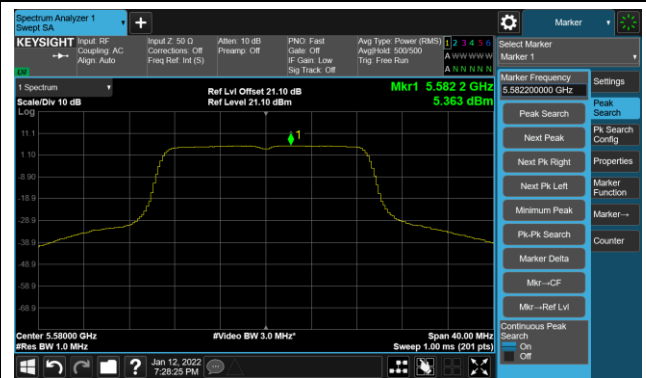 Spectrum Analyzer 1
Swept SA
Marker
KEYSIGHT
Input: RF
Coupling: AC
Align: Auto
Input Z: 50 Ω
Corrections: Off
Freq Ref: Int (S)
Atten: 10 dB
Preamp: Off
PNO: Fast
Gate: Off
IF Gain: Low
Sig Track: Off
Avg Type: Power (RMS)
Avg|Hold: 500/500
Trig: Free Run
1 2 3 4 5 6
A W W W W W
A N N N N N
Select Marker
Marker 1
LW
1 Spectrum
Scale/Div 10 dB
Log
Ref Lvl Offset 21.10 dB
Ref Level 21.10 dBm
Mkr1 5.582 2 GHz
5.363 dBm
11.1
1.10
-8.90
-18.9
-28.9
-38.9
-48.9
-58.9
-68.9
1
Center 5.58000 GHz
#Res BW 1.0 MHz
#Video BW 3.0 MHz*
Span 40.00 MHz
Sweep 1.00 ms (201 pts)
Marker Frequency
5.582200000 GHz
Peak Search
Next Peak
Next Pk Right
Next Pk Left
Minimum Peak
Pk-Pk Search
Marker Delta
Mkr→CF
Mkr→Ref Lvl
Continuous Peak
Search
On
Off
Settings
Peak
Search
Pk Search
Config
Properties
Marker
Function
Marker→
Counter
Jan 12, 2022
7:28:25 PM